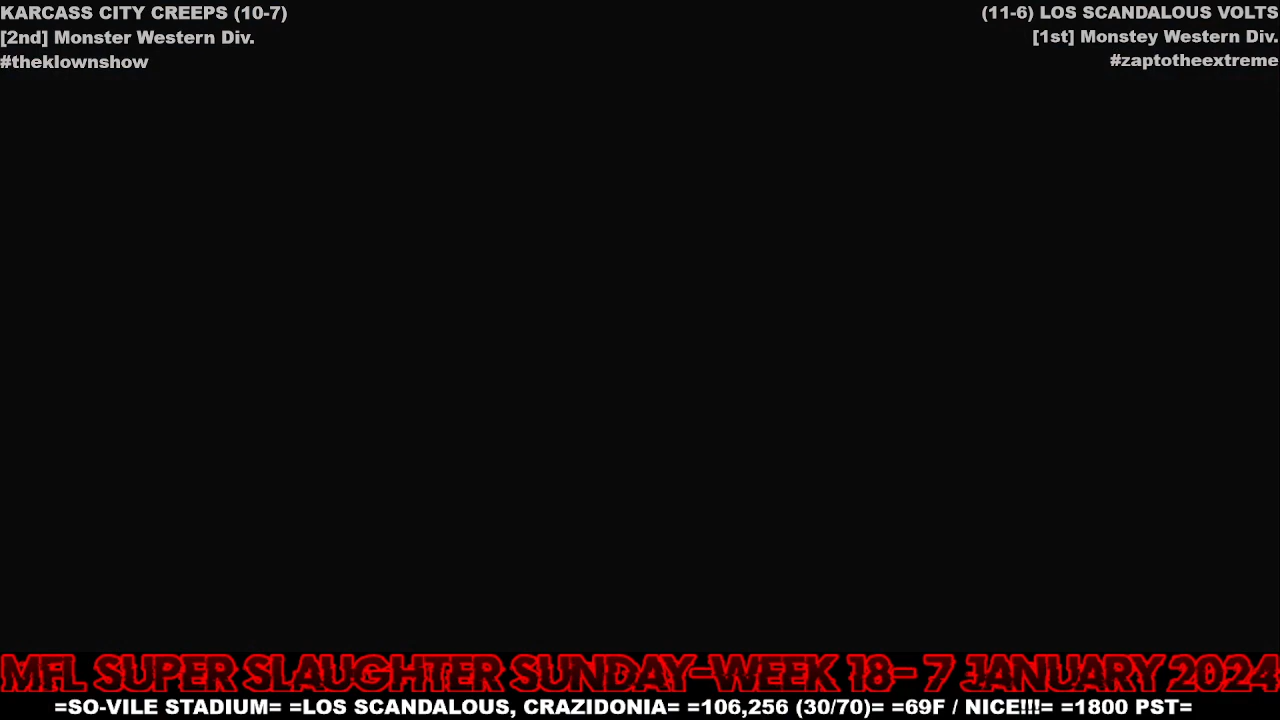 KARCASS CITY CREEPS (10-7)
[2nd] Monster Western Div.
#theklownshow
(11-6) LOS SCANDALOUS VOLTS
[1st] Monstey Western Div.
#zaptotheextreme
MFL SUPER SLAUGHTER SUNDAY-WEEK 18- 7 JANUARY 2024
=SO-VILE STADIUM= =LOS SCANDALOUS, CRAZIDONIA= =106,256 (30/70)= =69F / NICE!!!= =1800 PST=